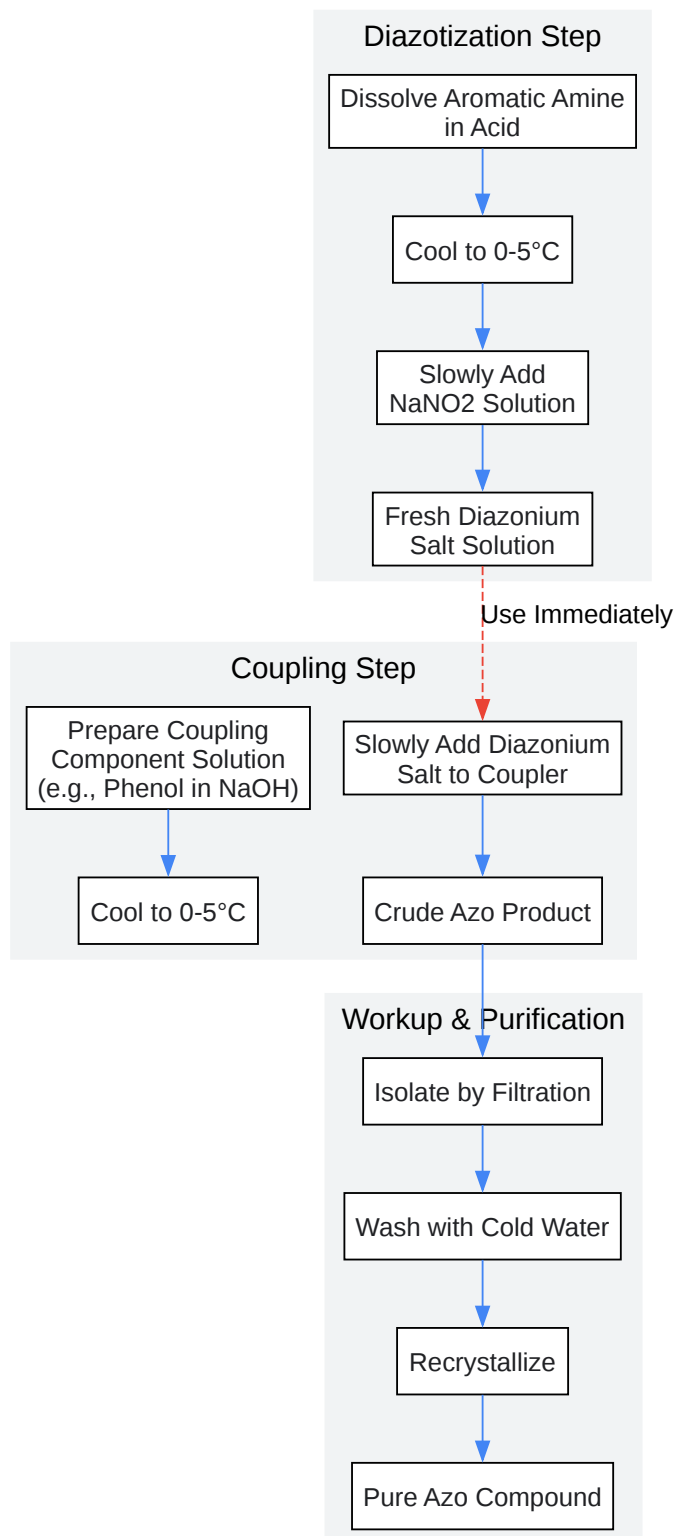 Diazotization Step
Dissolve Aromatic Amine
in Acid
Cool to 0-5°C
Slowly Add
NaNO2 Solution
Fresh Diazonium
Salt Solution
Use Immediately
Coupling Step
Prepare Coupling
Component Solution
(e.g., Phenol in NaOH)
Cool to 0-5°C
Slowly Add Diazonium
Salt to Coupler
Crude Azo Product
Workup & Purification
Isolate by Filtration
Wash with Cold Water
Recrystallize
Pure Azo Compound